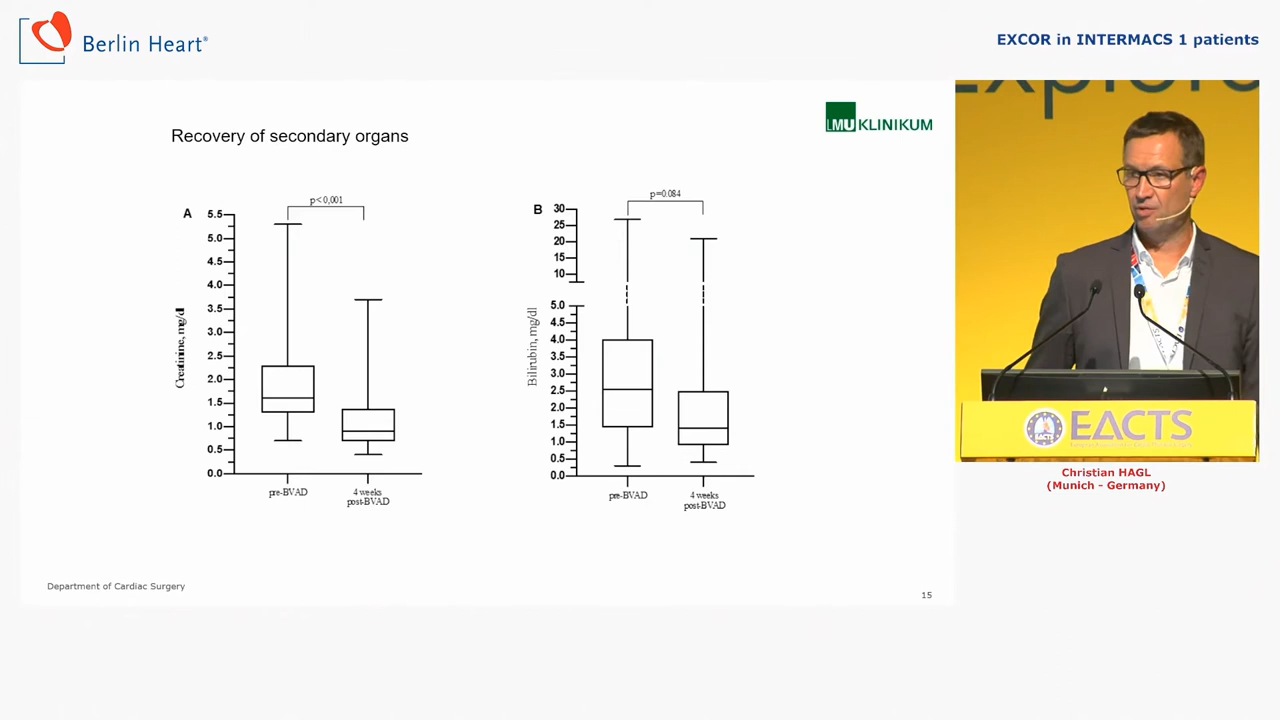 Berlin Heart®
EXCOR in INTERMACS 1 patients
LMU KLINIKUM
Recovery of secondary organs
A
p<0,001
5.5
5.0
4.5
4.0
3.5
3.0
2.5
2.0
1.5
1.0
0.5
0.0
Creatinine, mg/dl
pre-BVAD
4 weeks
post-BVAD
B
p=0.084
30
25
20
15
10
5.0
4.5
4.0
3.5
3.0
2.5
2.0
1.5
1.0
0.5
0.0
Bilirubin, mg/dl
pre-BVAD
4 weeks
post-BVAD
Department of Cardiac Surgery
15
EACTS
EACTS
Christian HAGL
(Munich - Germany)